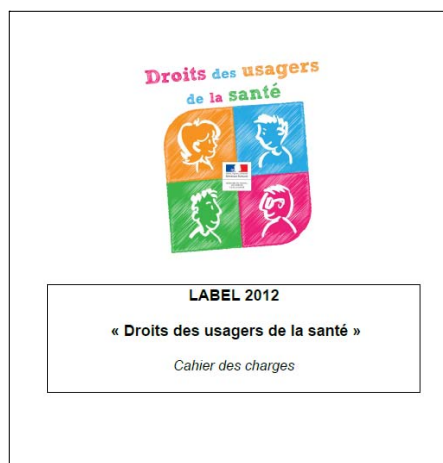 Droits des usagers
de la santé
LABEL 2012
« Droits des usagers de la santé »
Cahier des charges